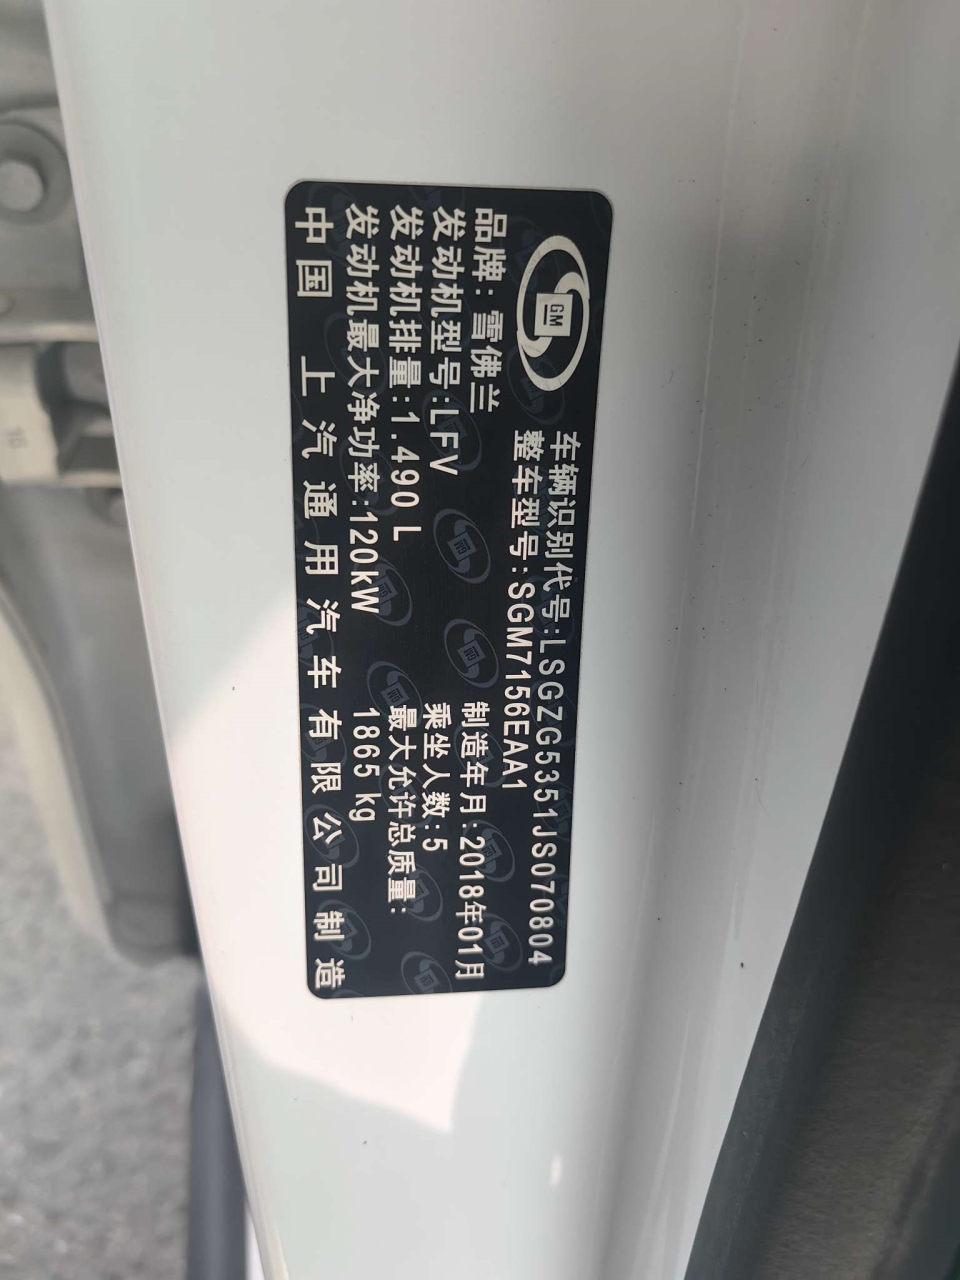 GM
车辆识别代号:LSGZG5351JS070804
整车型号:SGM7156EAA1
品牌:雪佛兰 制造年月:2018年01月
发动机型号:LFV 乘坐人数:5
发动机排量:1.490L 最大允许总质量:
发动机最大净功率:120kW 1865kg
中国 上汽通用汽车有限公司制造